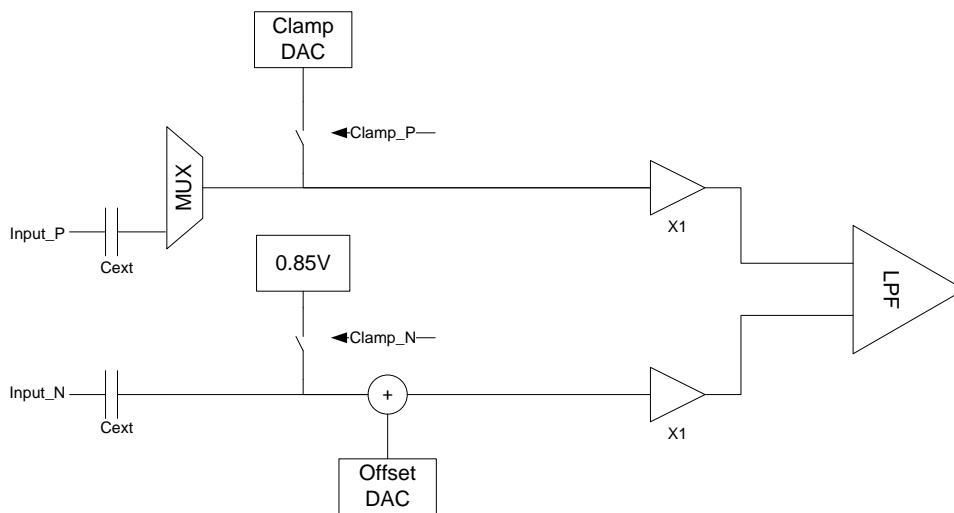 Clamp
DAC
Clamp_P
MUX
Input_P
Cext
X1
0.85V
LPF
Clamp_N
Input_N
Cext
+
X1
Offset
DAC